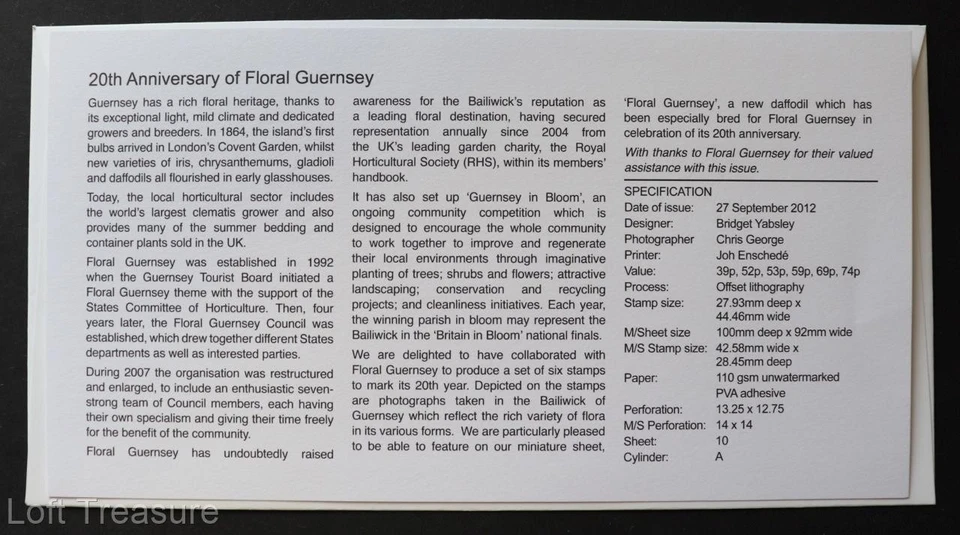 20th Anniversary of Floral Guernsey
Guernsey has a rich floral heritage, thanks to
its exceptional light, mild climate and dedicated
growers and breeders. In 1864, the island's first
bulbs arrived in London's Covent Garden, whilst
new varieties of iris, chrysanthemums, gladioli
and daffodils all flourished in early glasshouses.
Today, the local horticultural sector includes
the world's largest clematis grower and also
provides many of the summer bedding and
container plants sold in the UK.
Floral Guernsey was established in 1992
when the Guernsey Tourist Board initiated a
Floral Guernsey theme with the support of the
States Committee of Horticulture. Then, four
years later, the Floral Guernsey Council was
established, which drew together different States
departments as well as interested parties.
During 2007 the organisation was restructured
and enlarged, to include an enthusiastic seven-
strong team of Council members, each having
their own specialism and giving their time freely
for the benefit of the community.
Floral Guernsey has undoubtedly raised
awareness for the Bailiwick's reputation as
a leading floral destination, having secured
representation annually since 2004 from
the UK's leading garden charity, the Royal
Horticultural Society (RHS), within its members'
handbook.
It has also set up 'Guernsey in Bloom', an
ongoing community competition which is
designed to encourage the whole community
to work together to improve and regenerate
their local environments through imaginative
planting of trees; shrubs and flowers; attractive
landscaping; conservation and recycling
projects; and cleanliness initiatives. Each year,
the winning parish in bloom may represent the
Bailiwick in the 'Britain in Bloom' national finals.
We are delighted to have collaborated with
Floral Guernsey to produce a set of six stamps
to mark its 20th year. Depicted on the stamps
are photographs taken in the Bailiwick of
Guernsey which reflect the rich variety of flora
in its various forms. We are particularly pleased
to be able to feature on our miniature sheet,
'Floral Guernsey', a new daffodil which has
been especially bred for Floral Guernsey in
celebration of its 20th anniversary.
With thanks to Floral Guernsey for their valued
assistance with this issue.
SPECIFICATION
Date of issue: 27 September 2012
Designer: Bridget Yabsley
Photographer Chris George
Printer: Joh Enschedé
Value: 39p, 52p, 53p, 59p, 69p, 74p
Process: Offset lithography
Stamp size: 27.93mm deep x
44.46mm wide
M/Sheet size 100mm deep x 92mm wide
M/S Stamp size: 42.58mm wide x
28.45mm deep
Paper: 110 gsm unwatermarked
PVA adhesive
Perforation: 13.25 x 12.75
M/S Perforation: 14 x 14
Sheet: 10
Cylinder: A
Loft Treasure